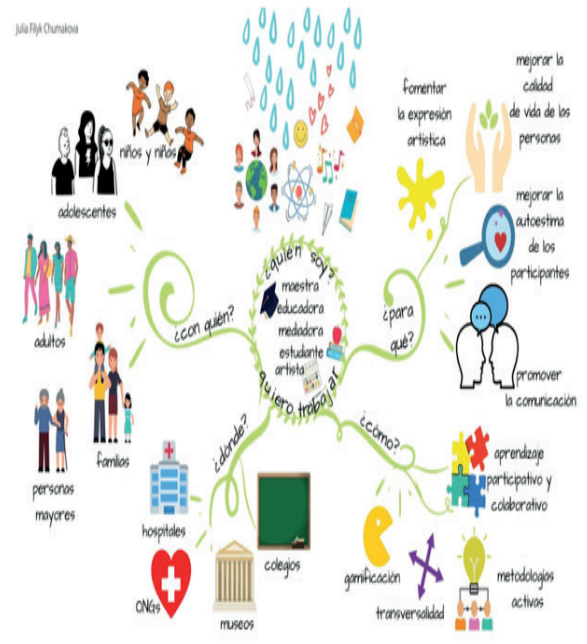 Julia Filyk Chumakova
niños y niñas
adolescentes
adultos
familias
personas
mayores
¿con quién?
¿quién soy?
maestra
educadora
mediadora
estudiante
artista
quiero trabajar
¿para
qué?
fomentar
la expresión
artística
mejorar la
calidad
de vida de las
personas
mejorar la
autoestima
de los
participantes
promover
la comunicación
¿dónde?
hospitales
ONGs
museos
colegios
¿cómo?
aprendizaje
participativo y
colaborativo
gamificación
transversalidad
metodologías
activas